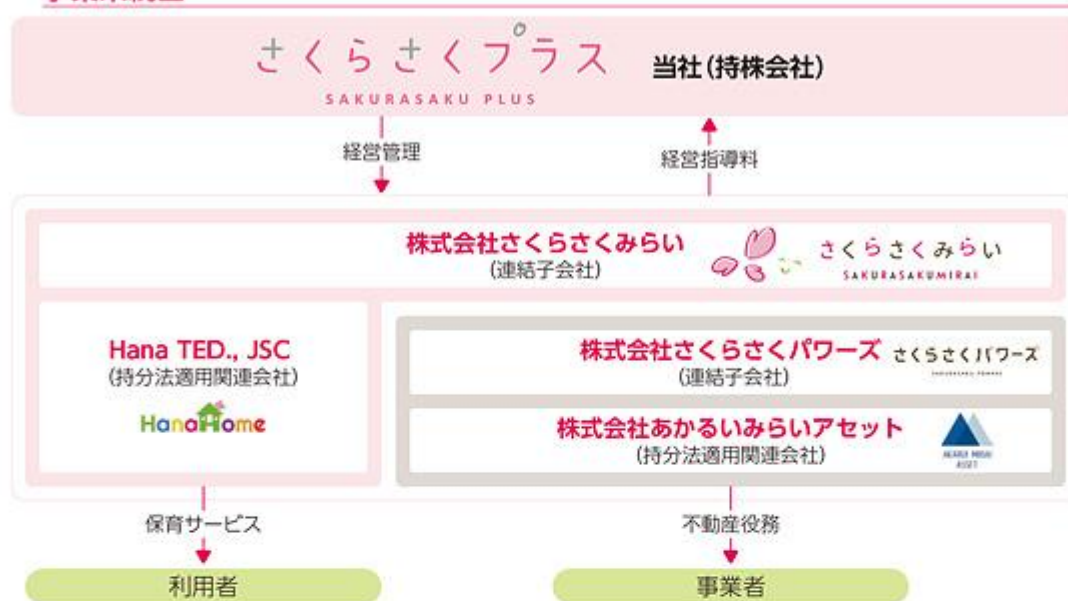 さくらさくプラス 当社(持株会社)
SAKURASAKU PLUS
経営管理
経営指導料
株式会社さくらさくみらい
(連結子会社)
さくらさくみらい
SAKURASAKUMIRAI
Hana TED., JSC
(持分法適用関連会社)
HanaHome
株式会社さくらさくパワーズ
(連結子会社)
さくらさくパワーズ
株式会社あかるいみらいアセット
(持分法適用関連会社)
AKARUI MIRAI
ASSET
保育サービス
不動産役務
利用者
事業者